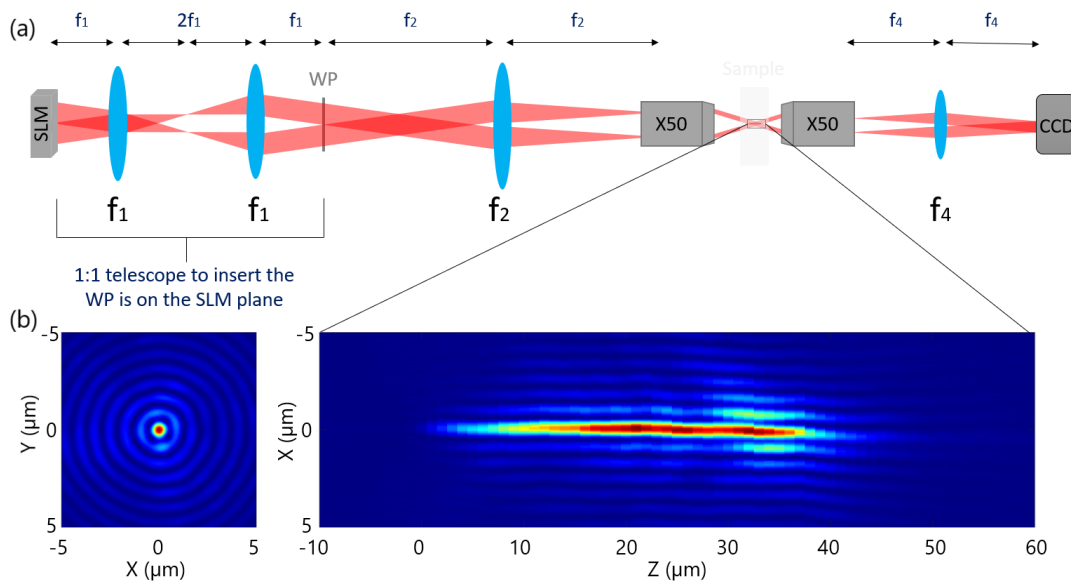 (a)
f₁
2f₁
f₁
f₂
f₂
f₄
f₄
SLM
WP
Sample
X50
X50
CCD
f₁
f₁
f₂
f₄
1:1 telescope to insert the
WP is on the SLM plane
(b)
-5
0
5
Y (µm)
-5
0
5
X (µm)
-5
0
5
X (µm)
-10
0
10
20
30
40
50
60
Z (µm)